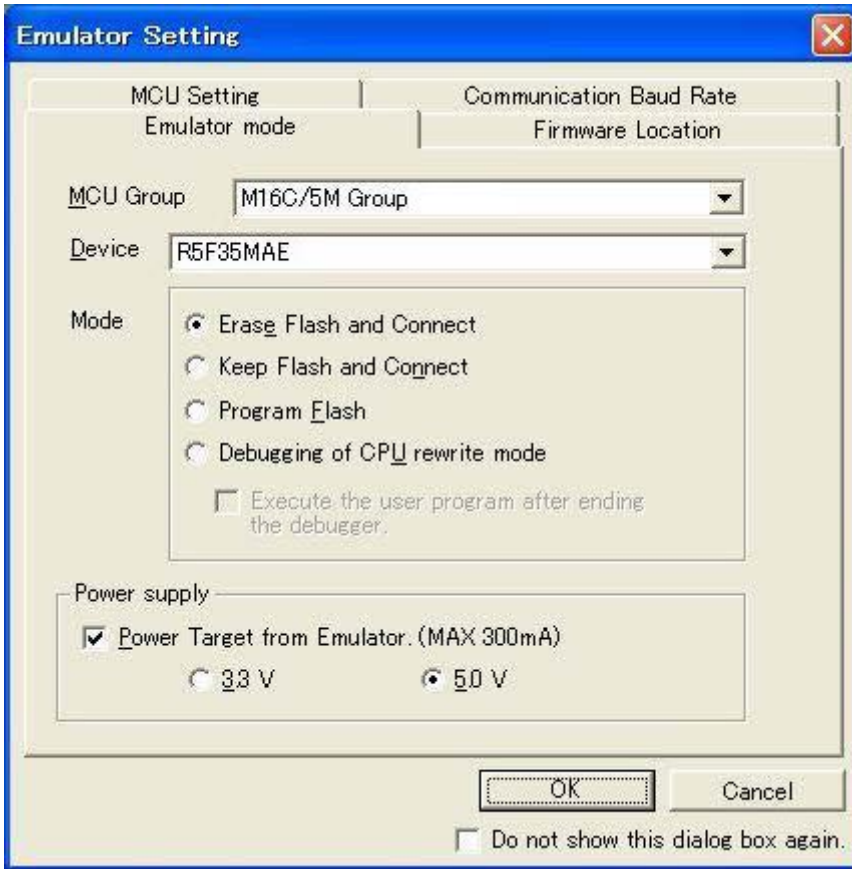 Emulator Setting
MCU Setting
Communication Baud Rate
Emulator mode
Firmware Location
MCU Group
M16C/5M Group
Device
R5F35MAE
Mode
Erase Flash and Connect
Keep Flash and Connect
Program Flash
Debugging of CPU rewrite mode
Execute the user program after ending
the debugger.
Power supply
Power Target from Emulator. (MAX 300mA)
3.3 V
5.0 V
OK
Cancel
Do not show this dialog box again.